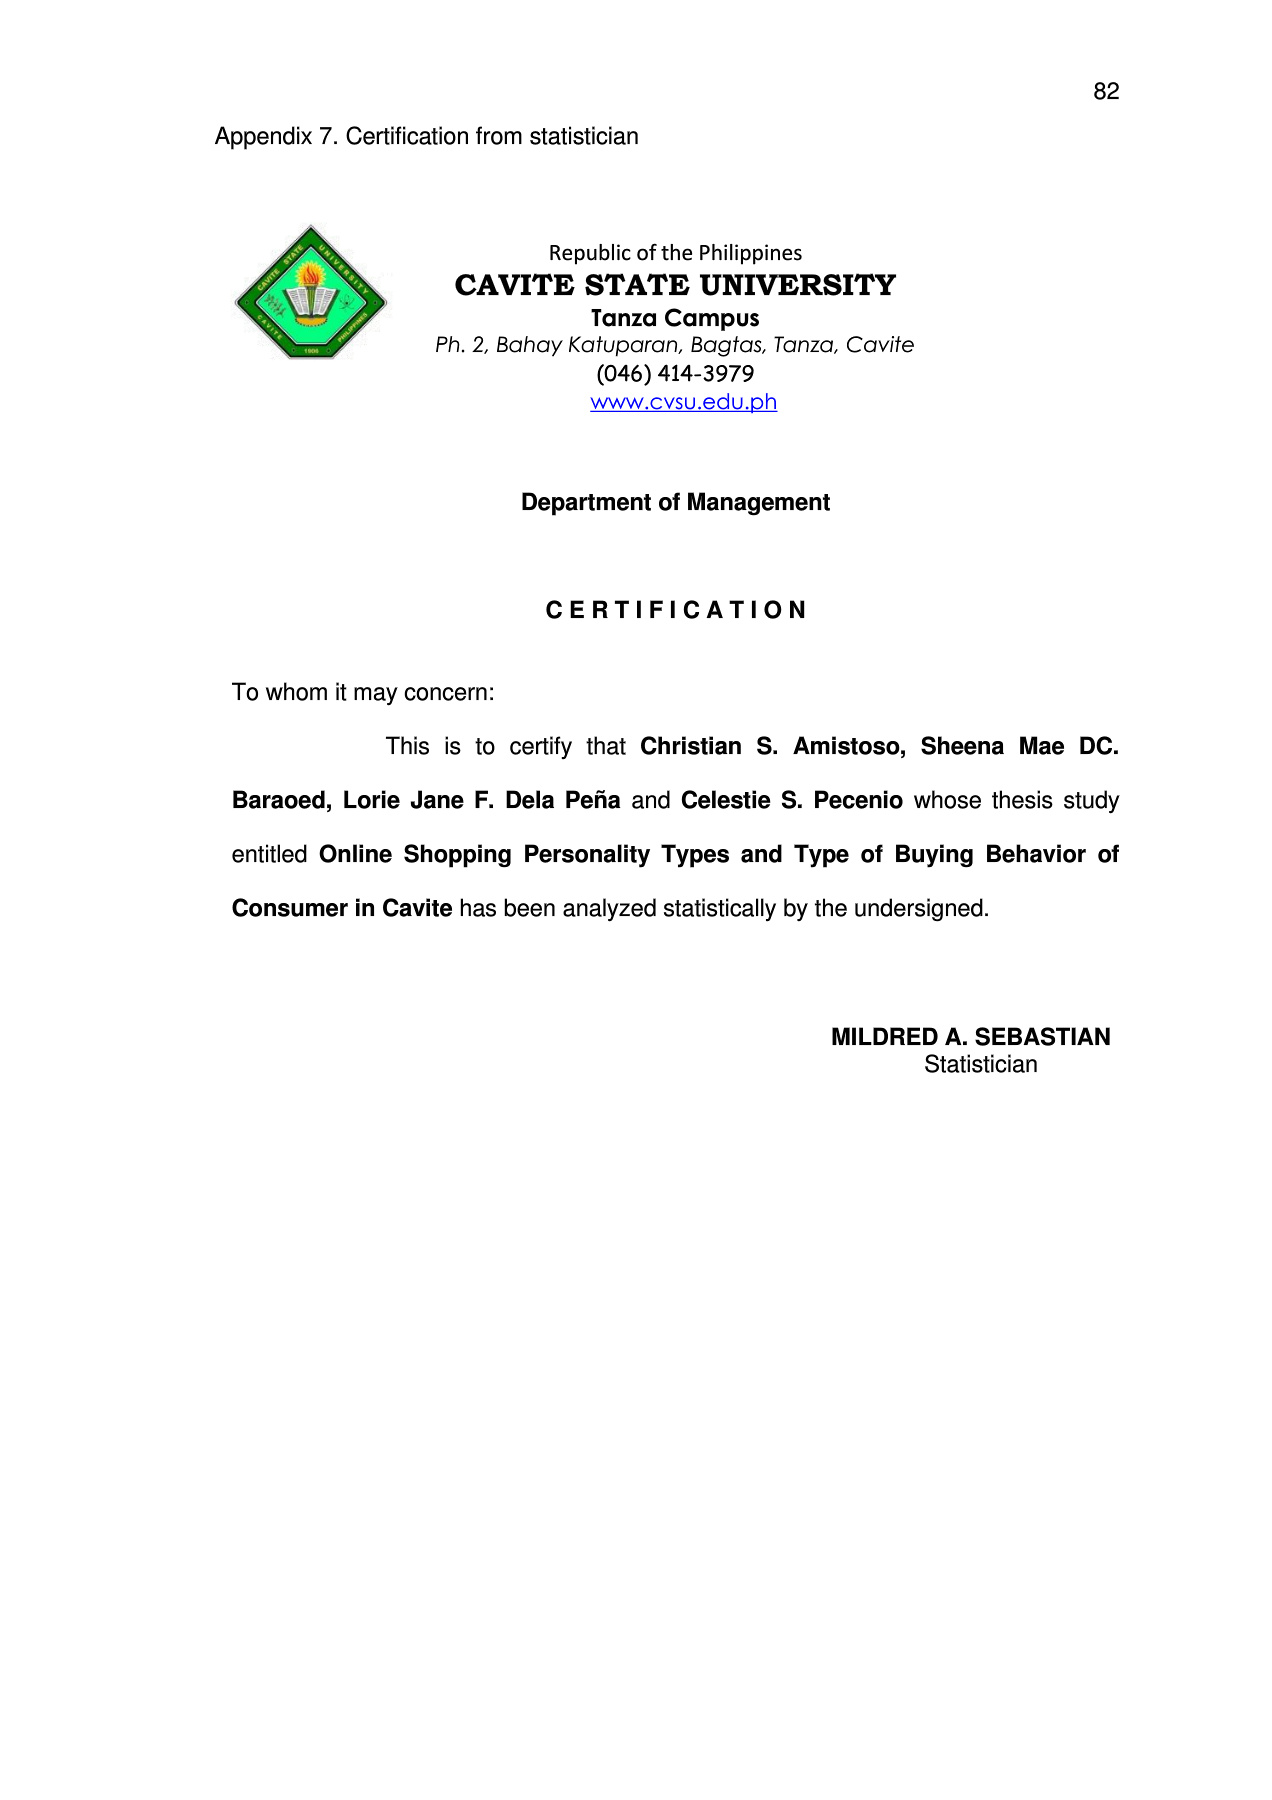 82
Appendix 7. Certification from statistician
CAVITE STATE UNIVERSITY
CAVITE
1906
PHILIPPINES
Republic of the Philippines
CAVITE STATE UNIVERSITY
Tanza Campus
Ph. 2, Bahay Katuparan, Bagtas, Tanza, Cavite
(046) 414-3979
www.cvsu.edu.ph
Department of Management
C E R T I F I C A T I O N
To whom it may concern:
This is to certify that Christian S. Amistoso, Sheena Mae DC.
Baraoed, Lorie Jane F. Dela Peña and Celestie S. Pecenio whose thesis study
entitled Online Shopping Personality Types and Type of Buying Behavior of
Consumer in Cavite has been analyzed statistically by the undersigned.
MILDRED A. SEBASTIAN
Statistician